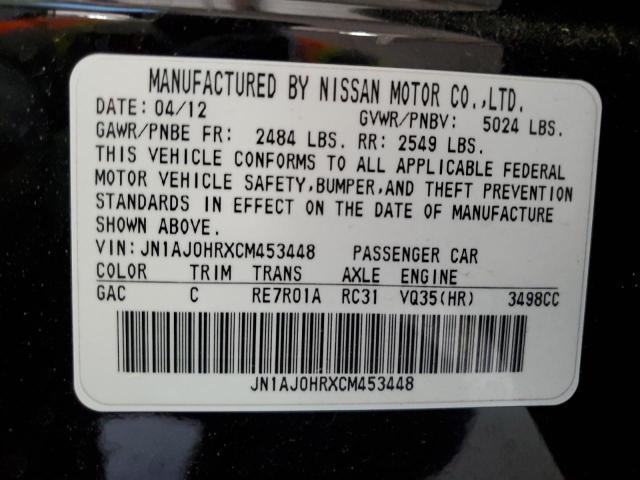 MANUFACTURED BY NISSAN MOTOR CO.,LTD.
DATE: 04/12 GVWR/PNBV: 5024 LBS.
GAWR/PNBE FR: 2484 LBS. RR: 2549 LBS.
THIS VEHICLE CONFORMS TO ALL APPLICABLE FEDERAL
MOTOR VEHICLE SAFETY,BUMPER,AND THEFT PREVENTION
STANDARDS IN EFFECT ON THE DATE OF MANUFACTURE
SHOWN ABOVE.
VIN:JN1AJ0HRXCM453448 PASSENGER CAR
COLOR TRIM TRANS AXLE ENGINE
GAC C RE7R01A RC31 VQ35(HR) 3498CC
JN1AJ0HRXCM453448